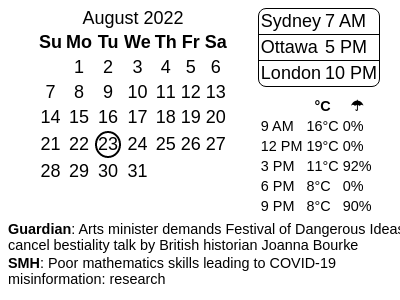 August 2022
Su Mo Tu We Th Fr Sa
1 2 3 4 5 6
7 8 9 10 11 12 13
14 15 16 17 18 19 20
21 22 23 24 25 26 27
28 29 30 31
Sydney 7 AM
Ottawa 5 PM
London 10 PM
°C ☂
9 AM 16°C 0%
12 PM 19°C 0%
3 PM 11°C 92%
6 PM 8°C 0%
9 PM 8°C 90%
Guardian: Arts minister demands Festival of Dangerous Ideas
cancel bestiality talk by British historian Joanna Bourke
SMH: Poor mathematics skills leading to COVID-19
misinformation: research